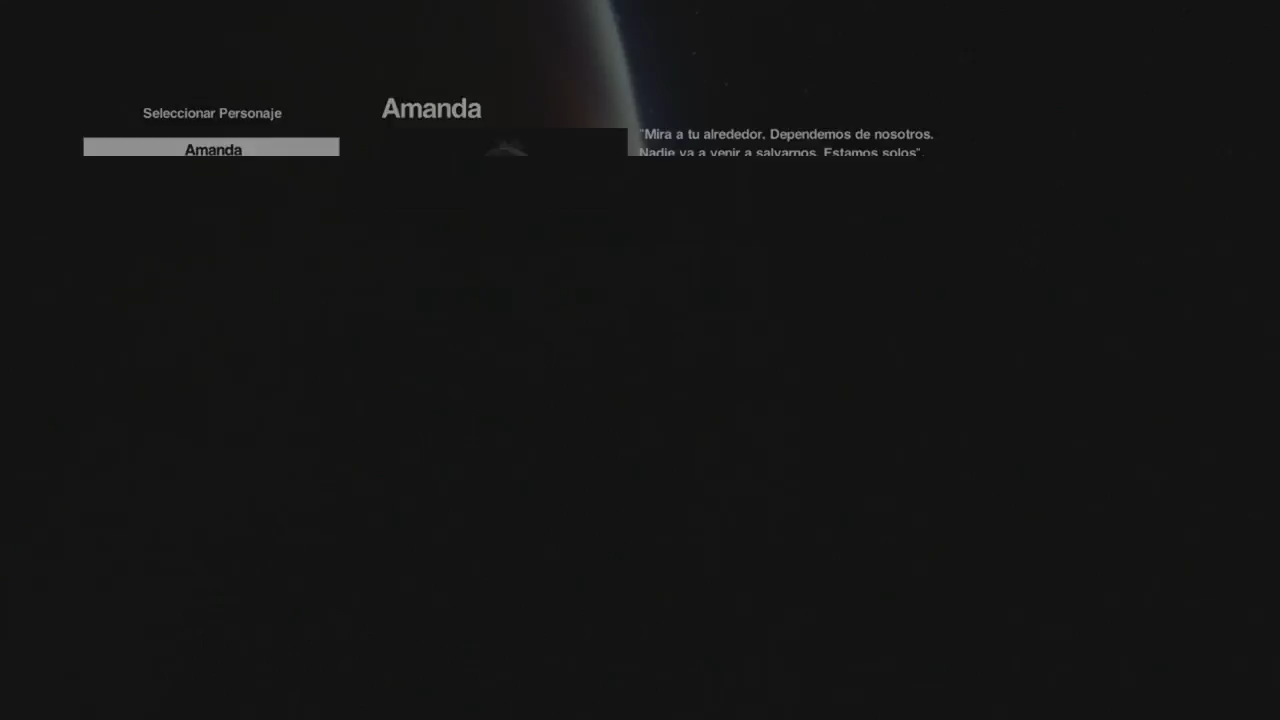 Seleccionar Personaje
Amanda
Amanda
"Mira a tu alrededor. Dependemos de nosotros.
Nadie va a venir a salvarnos. Estamos solos".